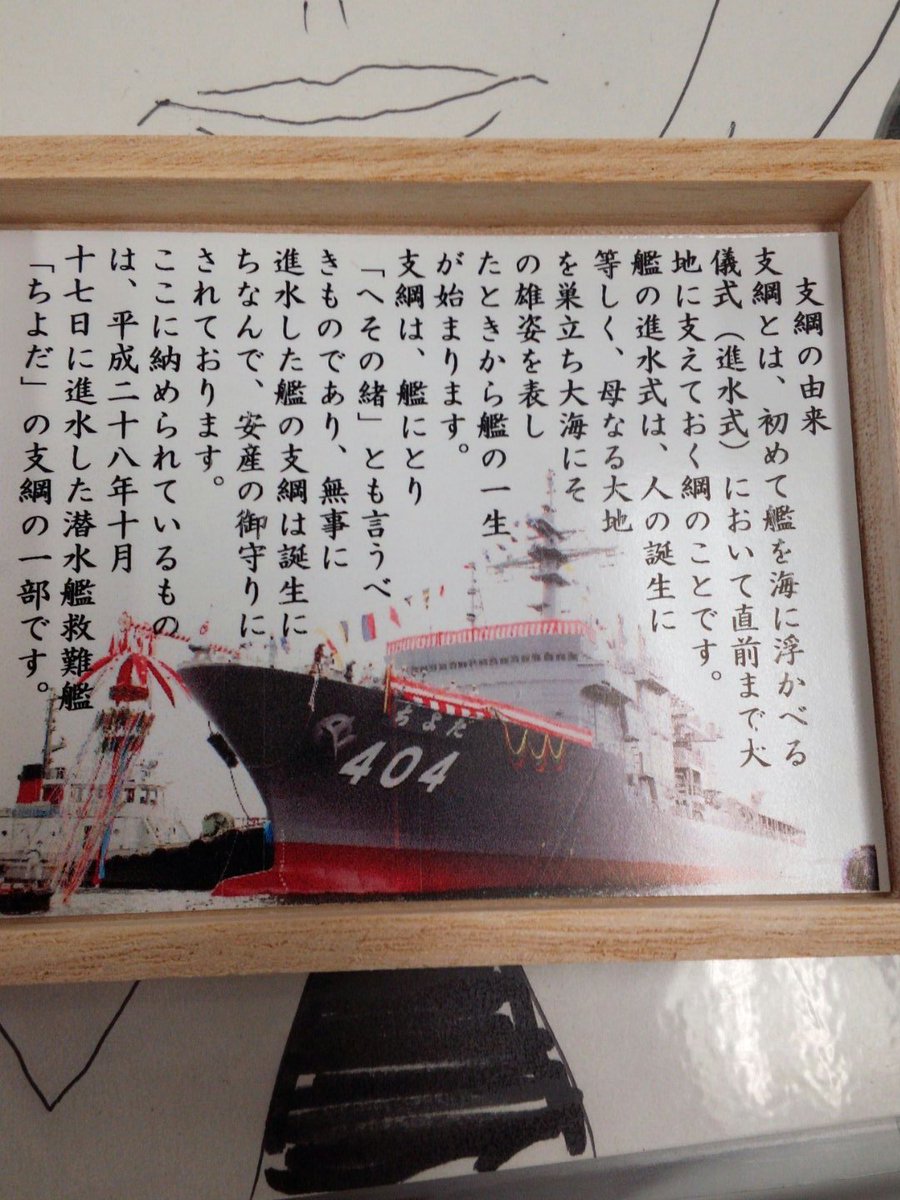 支綱の由来
支綱とは、初めて艦を海に浮かべる
儀式（進水式）において直前まで大
地に支えておく綱のことです。
艦の進水式は、人の誕生に
等しく、母なる大地
を巣立ち大海にそ
の雄姿を表し
たときから艦の一生
が始まります。
支綱は、艦にとり
「へその緒」とも言うべ
きものであり、無事に
進水した艦の支綱は誕生に
ちなんで、安産の御守りに
されております。
ここに納められているもの
は、平成二十八年十月
十七日に進水した潜水艦救難艦
「ちよだ」の支綱の一部です。
ちよだ
404